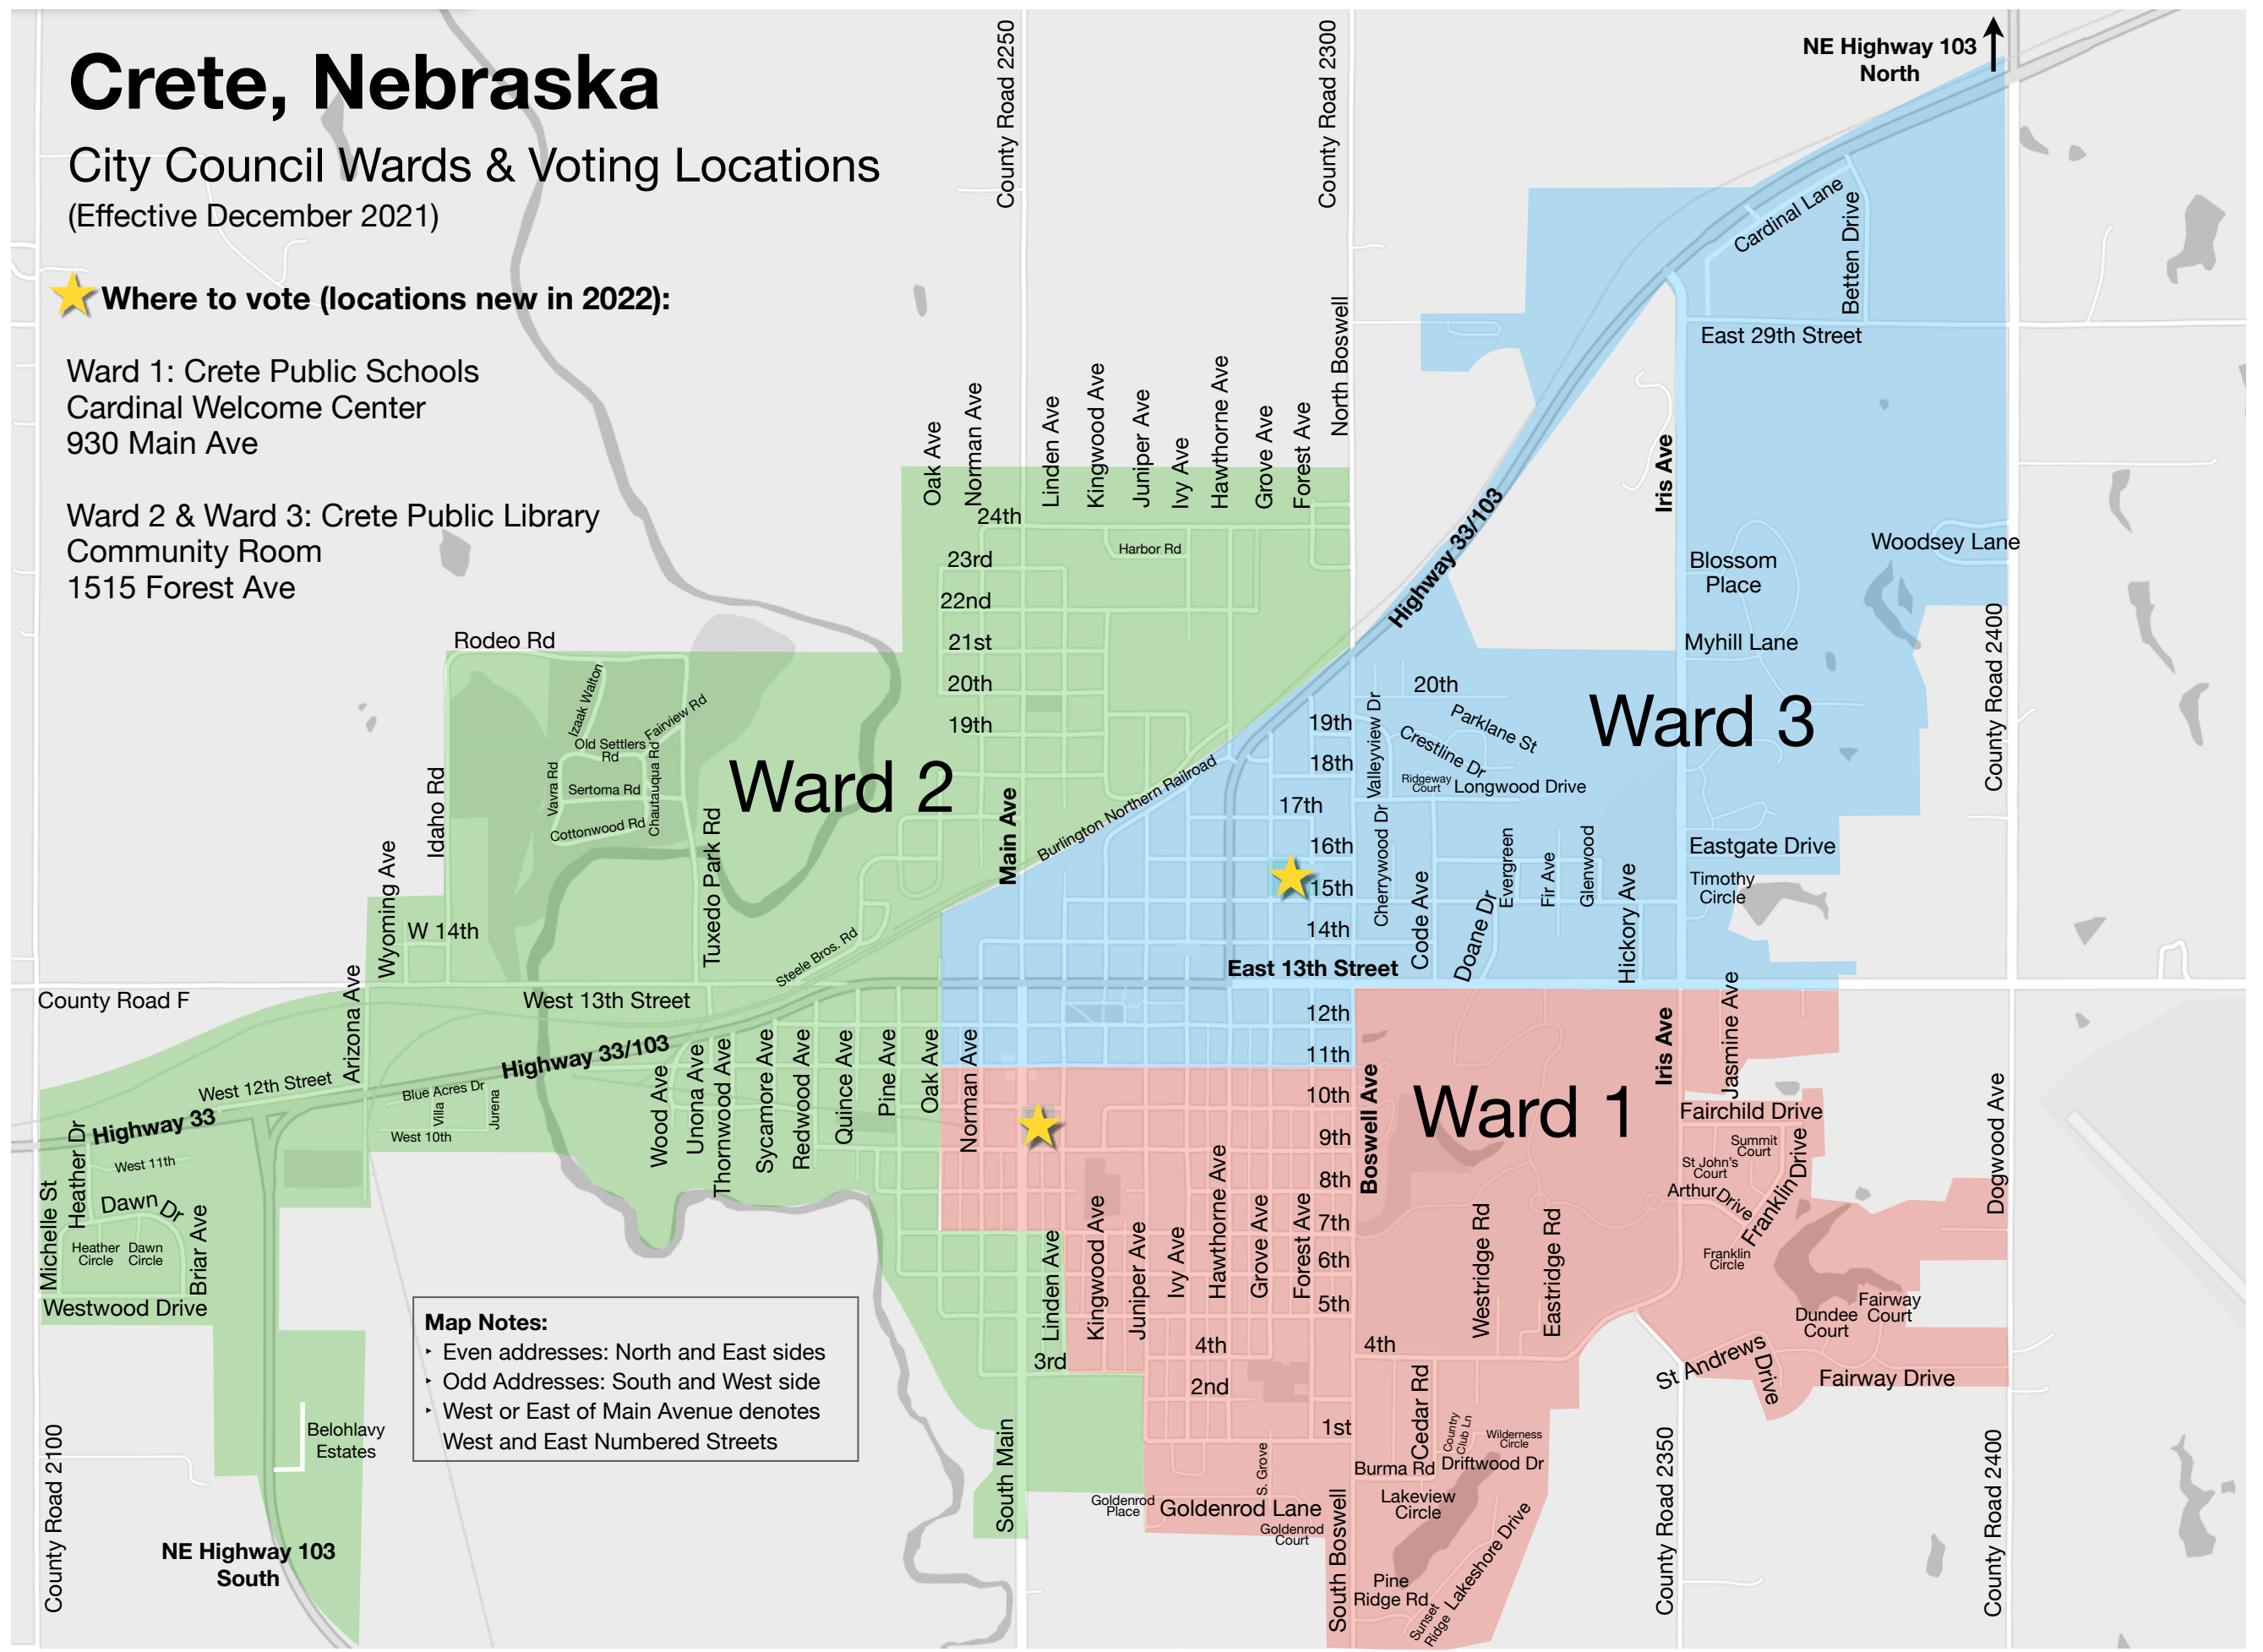 Crete, Nebraska
City Council Wards & Voting Locations
(Effective December 2021)
Where to vote (locations new in 2022):
Ward 1: Crete Public Schools
Cardinal Welcome Center
930 Main Ave
Ward 2 & Ward 3: Crete Public Library
Community Room
1515 Forest Ave
County Road 2250
County Road 2300
NE Highway 103
North
Cardinal Lane
Betten Drive
East 29th Street
North Boswell
Oak Ave
Norman Ave
Linden Ave
Kingwood Ave
Juniper Ave
Ivy Ave
Hawthorne Ave
Grove Ave
Forest Ave
Highway 33/103
Iris Ave
24th
Harbor Rd
23rd
22nd
21st
20th
19th
Blossom
Place
Woodsey Lane
Myhill Lane
County Road 2400
Rodeo Rd
Izaak Walton
Fairview Rd
Old Settlers
Rd
Vavra Rd
Sertoma Rd
Chautauqua Rd
Cottonwood Rd
Idaho Rd
Tuxedo Park Rd
Ward 2
Main Ave
Burlington Northern Railroad
Ward 3
20th
Parklane St
Crestline Dr
Ridgeway
Court
Longwood Drive
Valleyview Dr
Cherrywood Dr
19th
18th
17th
16th
15th
14th
Code Ave
Doane Dr
Evergreen
Fir Ave
Glenwood
Hickory Ave
Eastgate Drive
Timothy
Circle
Wyoming Ave
W 14th
Steele Bros. Rd
East 13th Street
County Road F
West 13th Street
Arizona Ave
Highway 33/103
West 12th Street
Highway 33
Blue Acres Dr
Villa
Jurena
West 10th
Wood Ave
Unona Ave
Thornwood Ave
Sycamore Ave
Redwood Ave
Quince Ave
Pine Ave
Oak Ave
Norman Ave
12th
11th
10th
9th
8th
7th
6th
5th
Boswell Ave
Ward 1
Iris Ave
Jasmine Ave
Fairchild Drive
Summit
Court
St John's
Court
Arthur Drive
Franklin Drive
Franklin
Circle
Dogwood Ave
Heather Dr
West 11th
Dawn Dr
Michelle St
Heather
Circle
Dawn
Circle
Briar Ave
Westwood Drive
Linden Ave
Kingwood Ave
Juniper Ave
Ivy Ave
Hawthorne Ave
Grove Ave
Forest Ave
Westridge Rd
Eastridge Rd
Dundee
Court
Fairway
Court
St Andrews
Drive
Fairway Drive
3rd
4th
4th
2nd
1st
Map Notes:
‣ Even addresses: North and East sides
‣ Odd Addresses: South and West side
‣ West or East of Main Avenue denotes
West and East Numbered Streets
Belohlavy
Estates
County Road 2100
NE Highway 103
South
South Main
S. Grove
Goldenrod
Place
Goldenrod Lane
Goldenrod
Court
South Boswell
Cedar Rd
Country
Club Ln
Wilderness
Circle
Burma Rd
Driftwood Dr
Lakeview
Circle
Lakeshore Drive
Pine
Ridge Rd
Sunset
Ridge
County Road 2350
County Road 2400